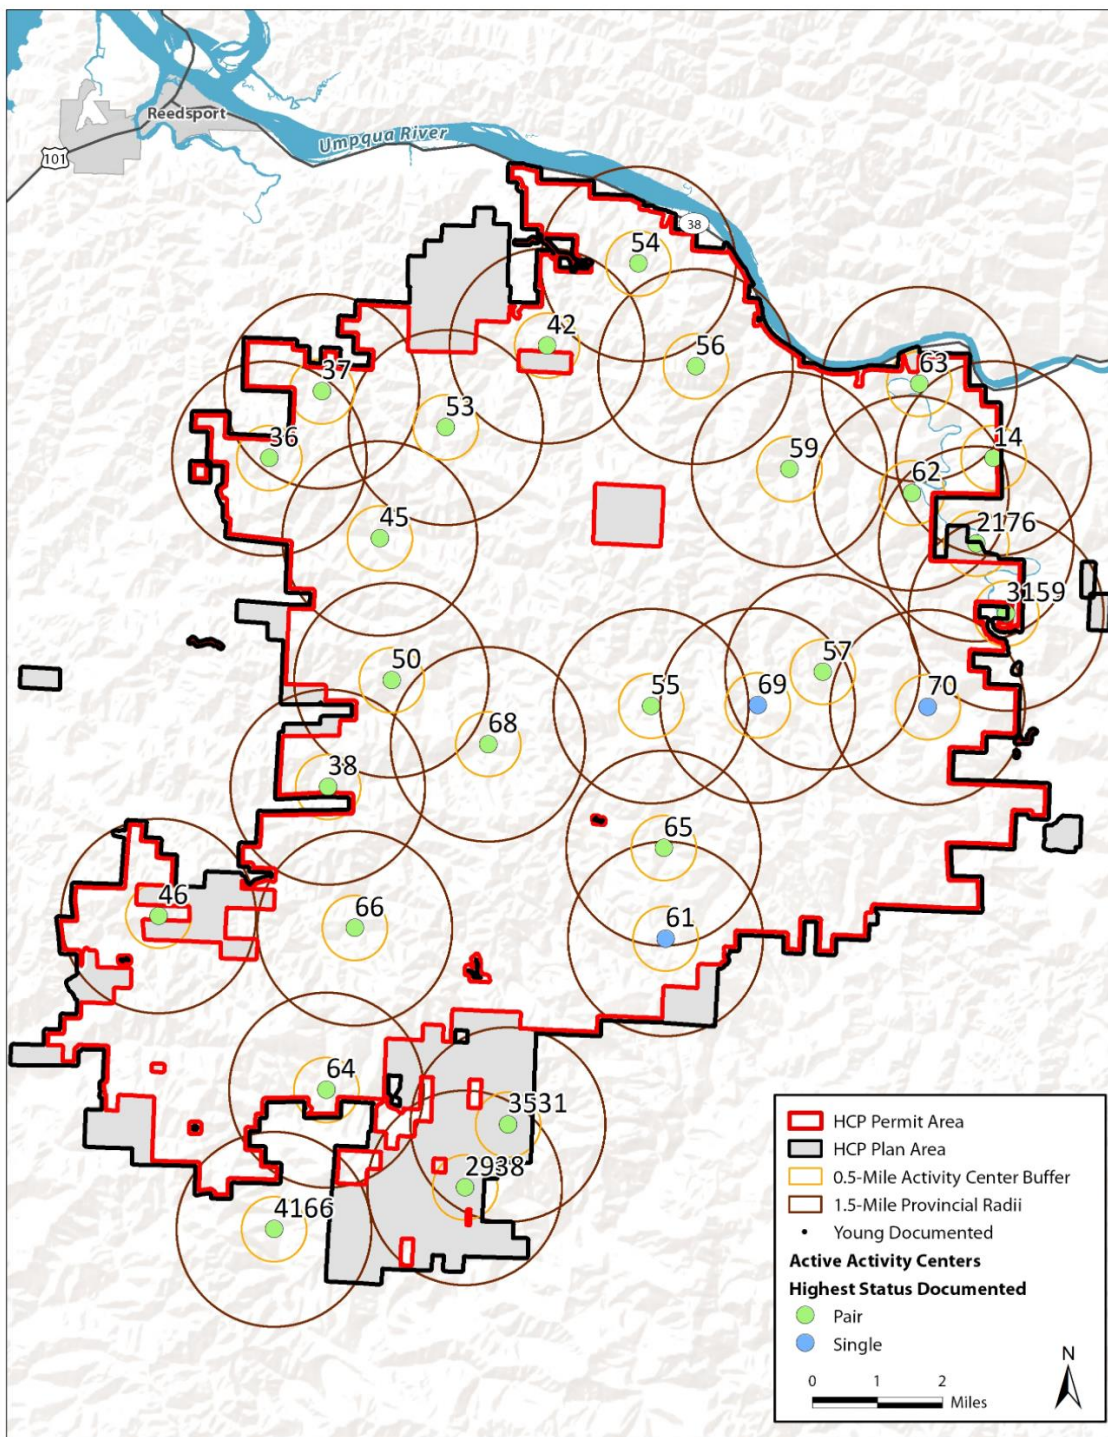 Reedsport
Umpqua River
101
38
54
42
56
63
37
53
14
36
59
62
45
2176
3159
50
57
55
69
70
68
38
65
46
66
61
64
3531
2938
4166
HCP Permit Area
HCP Plan Area
0.5-Mile Activity Center Buffer
1.5-Mile Provincial Radii
Young Documented
Active Activity Centers
Highest Status Documented
Pair
Single
N
0 1 2
Miles